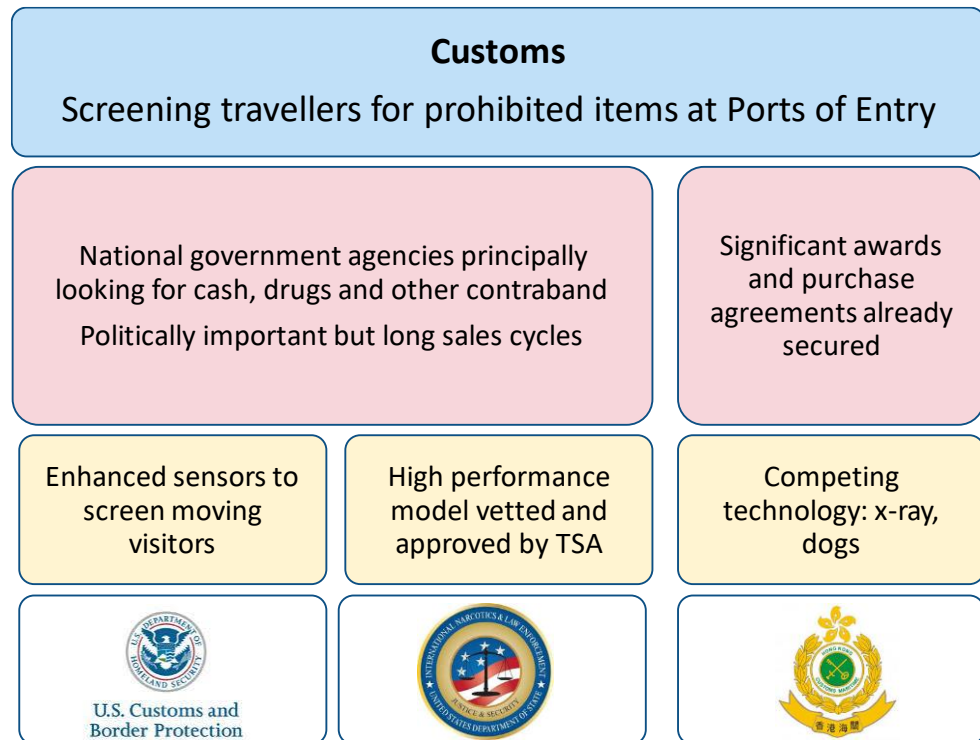 Customs
Screening travellers for prohibited items at Ports of Entry
National government agencies principally
looking for cash, drugs and other contraband
Politically important but long sales cycles
Significant awards
and purchase
agreements already
secured
Enhanced sensors to
screen moving
visitors
High performance
model vetted and
approved by TSA
Competing
technology: x-ray,
dogs
U.S. DEPARTMENT OF
HOMELAND SECURITY
U.S. Customs and
Border Protection
INTERNATIONAL NARCOTICS & LAW ENFORCEMENT
JUSTICE & SECURITY
UNITED STATES DEPARTMENT OF STATE
HONG KONG
香港海關